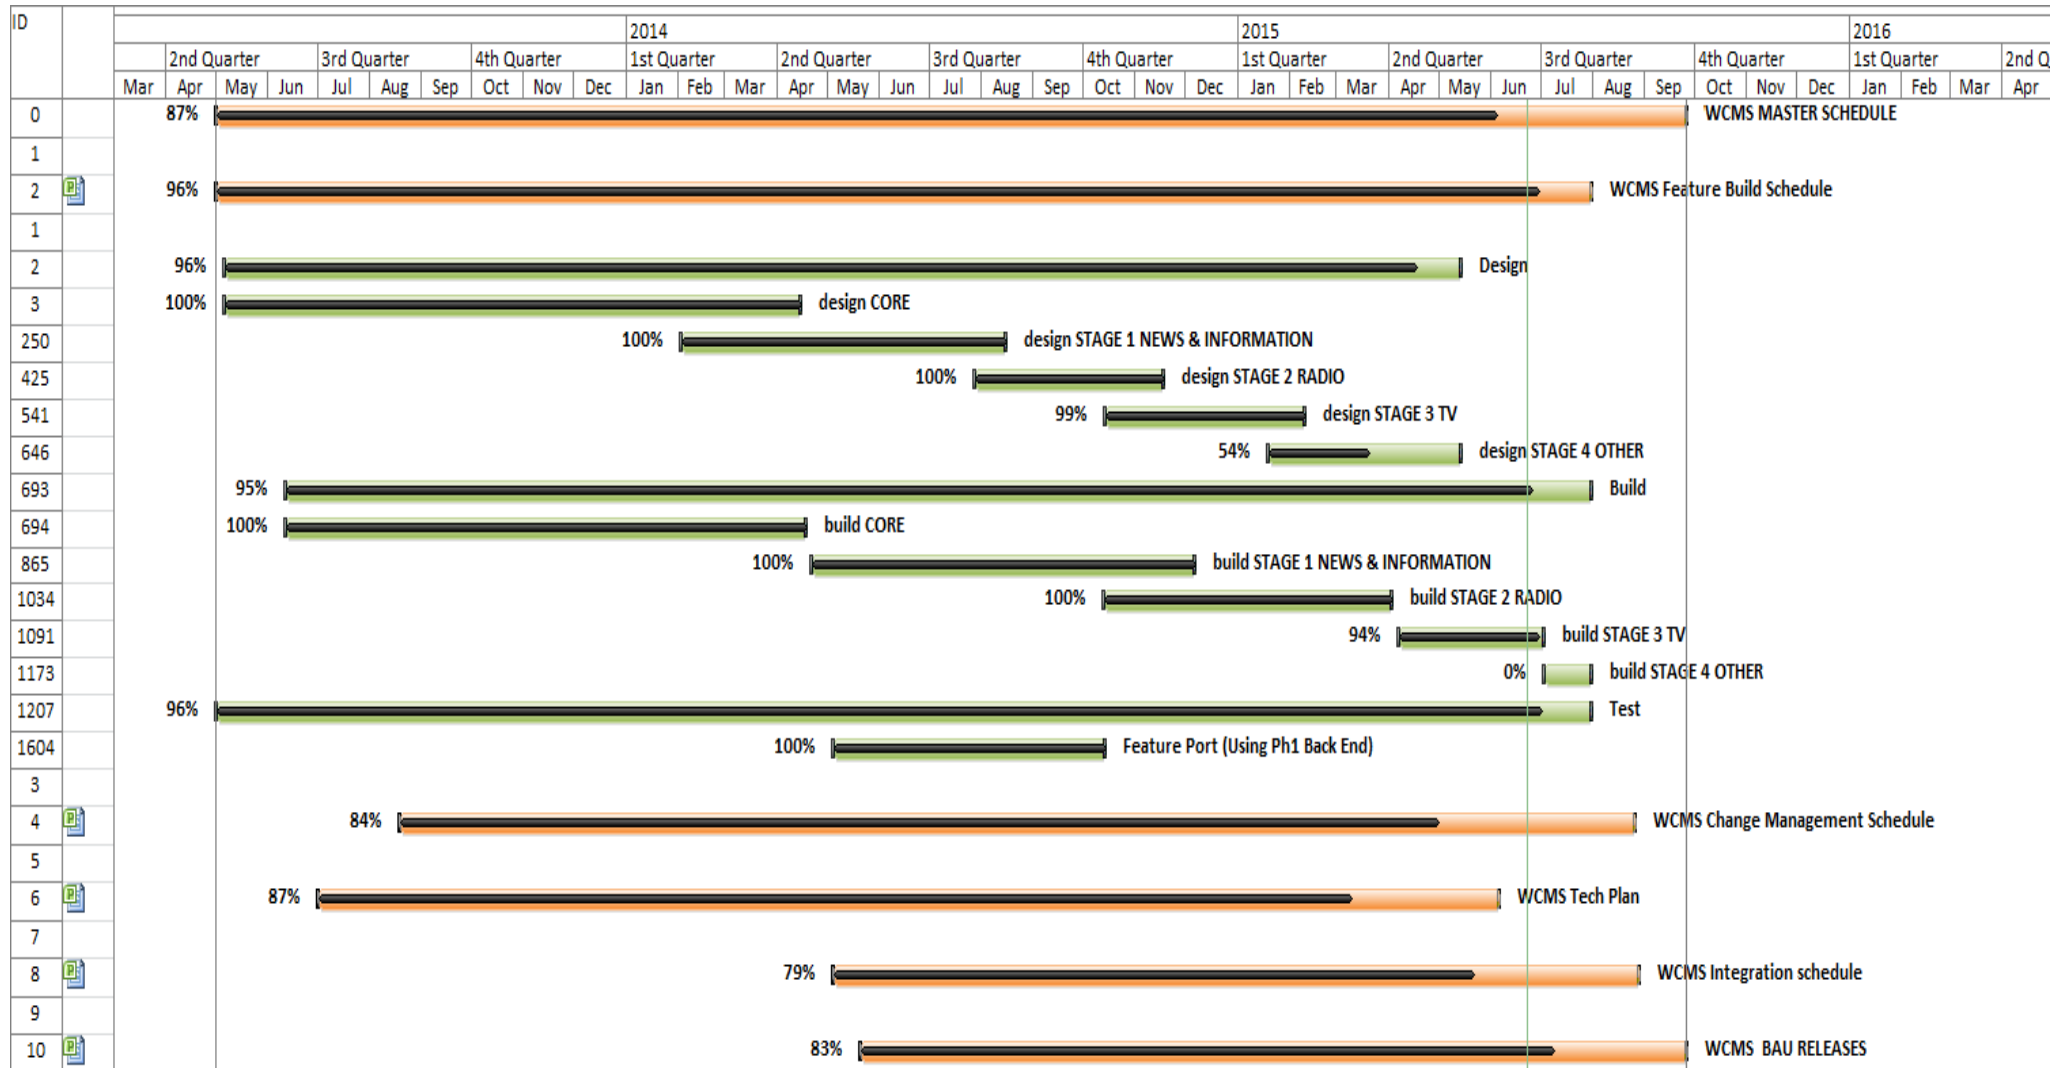 ID
2014 2015 2016
2nd Quarter 3rd Quarter 4th Quarter 1st Quarter 2nd Quarter 3rd Quarter 4th Quarter 1st Quarter 2nd Quarter 3rd Quarter 4th Quarter 1st Quarter 2nd Q
Mar Apr May Jun Jul Aug Sep Oct Nov Dec Jan Feb Mar Apr May Jun Jul Aug Sep Oct Nov Dec Jan Feb Mar Apr May Jun Jul Aug Sep Oct Nov Dec Jan Feb Mar Apr
0 87% WCMS MASTER SCHEDULE
1
2 96% WCMS Feature Build Schedule
1
2 96% Design
3 100% design CORE
250 100% design STAGE 1 NEWS & INFORMATION
425 100% design STAGE 2 RADIO
541 99% design STAGE 3 TV
646 54% design STAGE 4 OTHER
693 95% Build
694 100% build CORE
865 100% build STAGE 1 NEWS & INFORMATION
1034 100% build STAGE 2 RADIO
1091 94% build STAGE 3 TV
1173 0% build STAGE 4 OTHER
1207 96% Test
1604 100% Feature Port (Using Ph1 Back End)
3
4 84% WCMS Change Management Schedule
5
6 87% WCMS Tech Plan
7
8 79% WCMS Integration schedule
9
10 83% WCMS BAU RELEASES